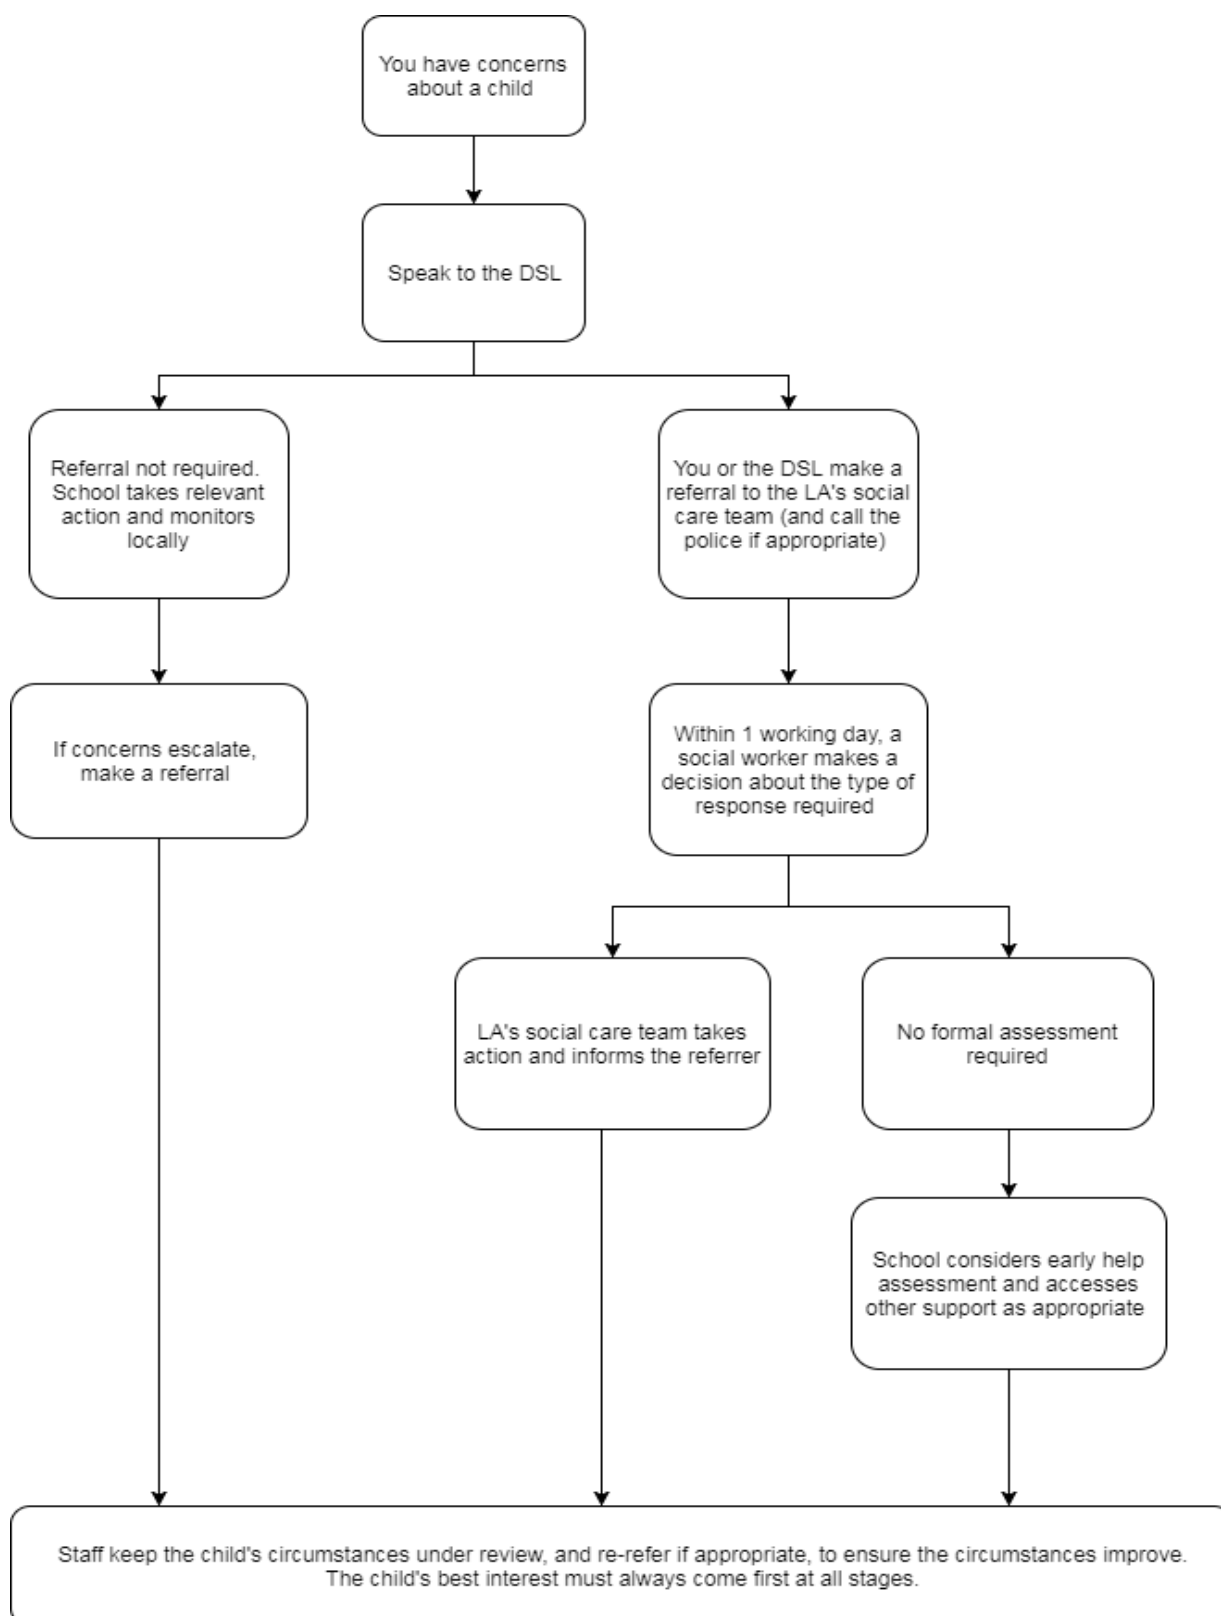 You have concerns
about a child
Speak to the DSL
Referral not required.
School takes relevant
action and monitors
locally
You or the DSL make a
referral to the LA's social
care team (and call the
police if appropriate)
If concerns escalate,
make a referral
Within 1 working day, a
social worker makes a
decision about the type of
response required
LA's social care team takes
action and informs the referrer
No formal assessment
required
School considers early help
assessment and accesses
other support as appropriate
Staff keep the child's circumstances under review, and re-refer if appropriate, to ensure the circumstances improve.
The child's best interest must always come first at all stages.